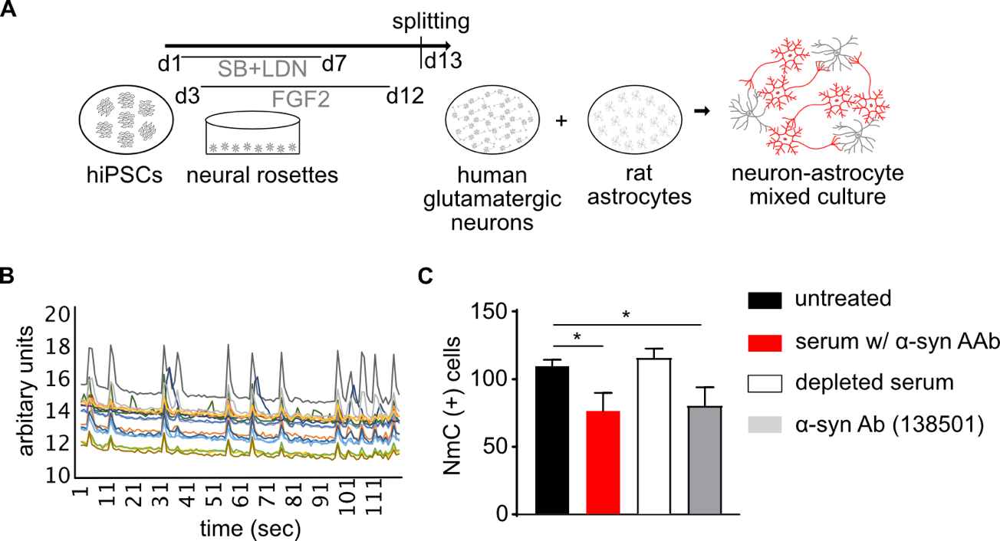 A
splitting
d1
d7
d13
SB+LDN
d3
d12
FGF2
+
hiPSCs
neural rosettes
human
glutamatergic
neurons
rat
astrocytes
neuron-astrocyte
mixed culture
B
arbitary units
20
18
16
14
12
10
1
11
21
31
41
51
61
71
81
91
101
111
time (sec)
C
NmC (+) cells
150
100
50
0
*
*
untreated
serum w/ α-syn AAb
depleted serum
α-syn Ab (138501)